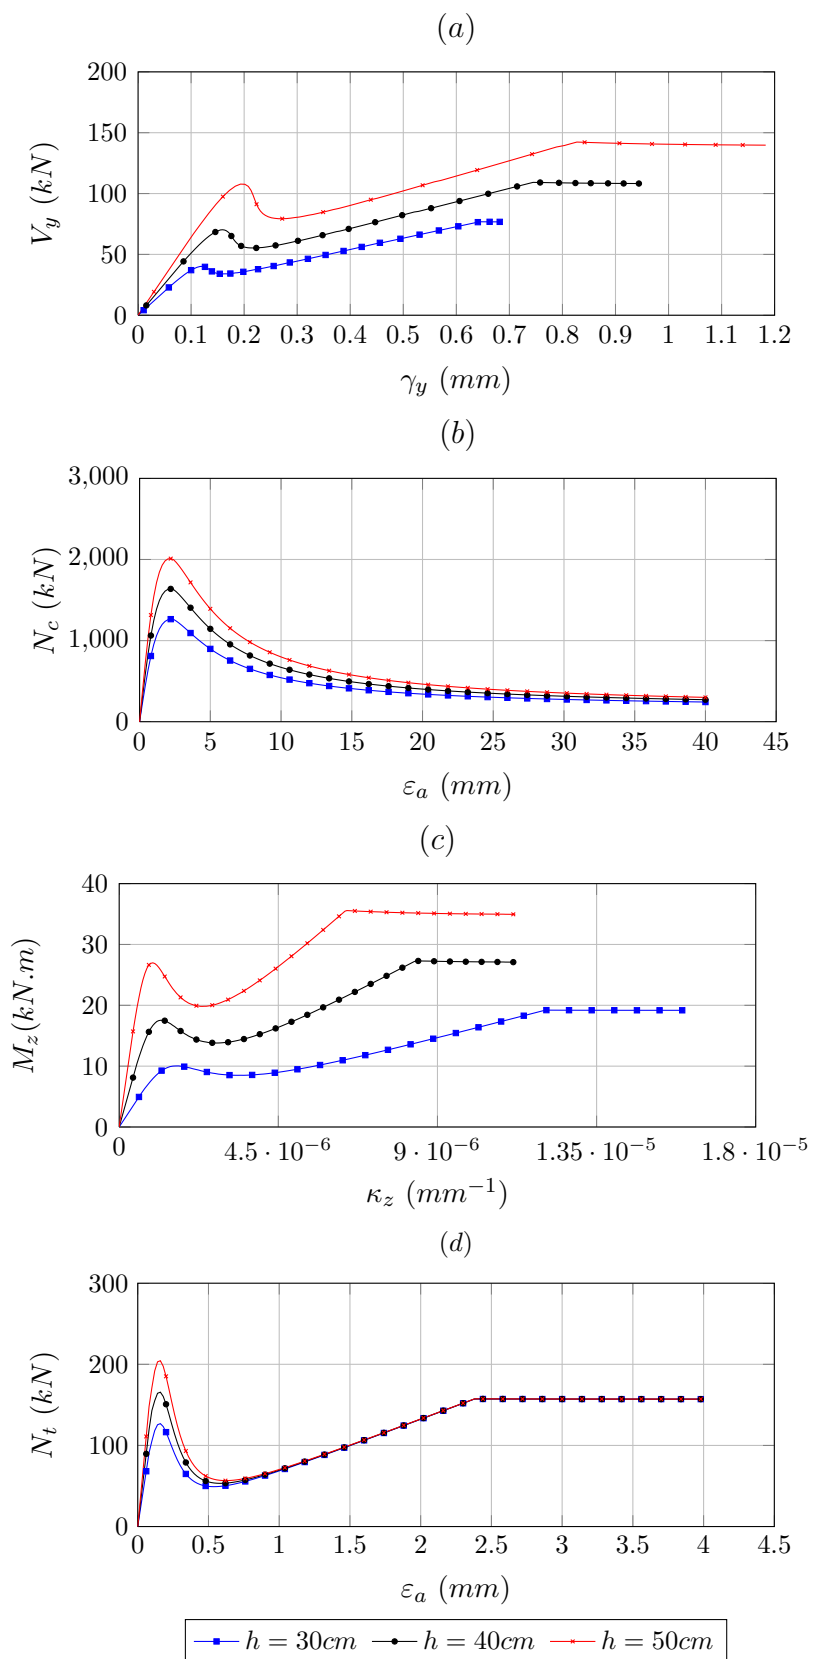 (a)
200
150
100
50
0
V_y (kN)
0 0.1 0.2 0.3 0.4 0.5 0.6 0.7 0.8 0.9 1 1.1 1.2
γ_y (mm)
(b)
3,000
2,000
1,000
0
N_c (kN)
0 5 10 15 20 25 30 35 40 45
ε_a (mm)
(c)
40
30
20
10
0
M_z(kN.m)
0 4.5 · 10⁻⁶ 9 · 10⁻⁶ 1.35 · 10⁻⁵ 1.8 · 10⁻⁵
κ_z (mm⁻¹)
(d)
300
200
100
0
N_t (kN)
0 0.5 1 1.5 2 2.5 3 3.5 4 4.5
ε_a (mm)
h = 30cm h = 40cm h = 50cm